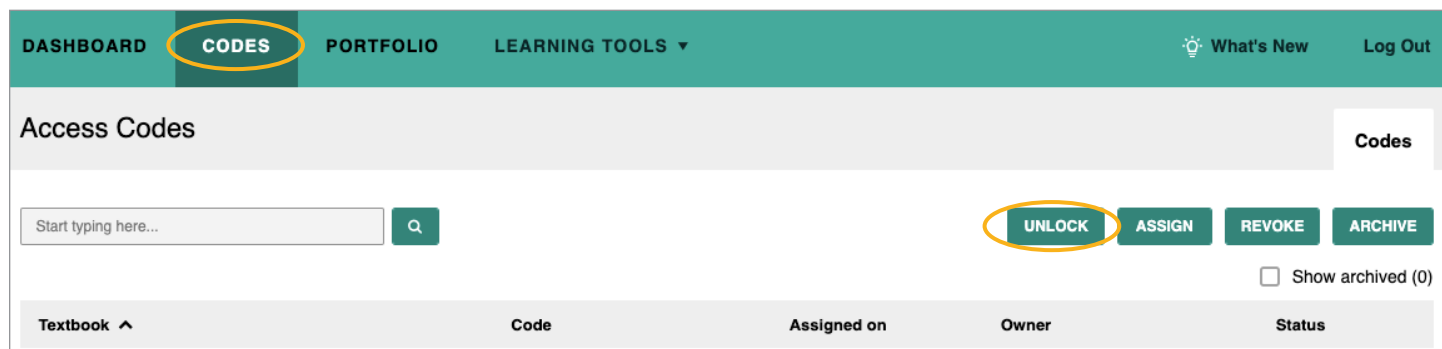 DASHBOARD CODES PORTFOLIO LEARNING TOOLS ▼ What's New Log Out
Access Codes
Codes
Start typing here... UNLOCK ASSIGN REVOKE ARCHIVE
Show archived (0)
Textbook Code Assigned on Owner Status